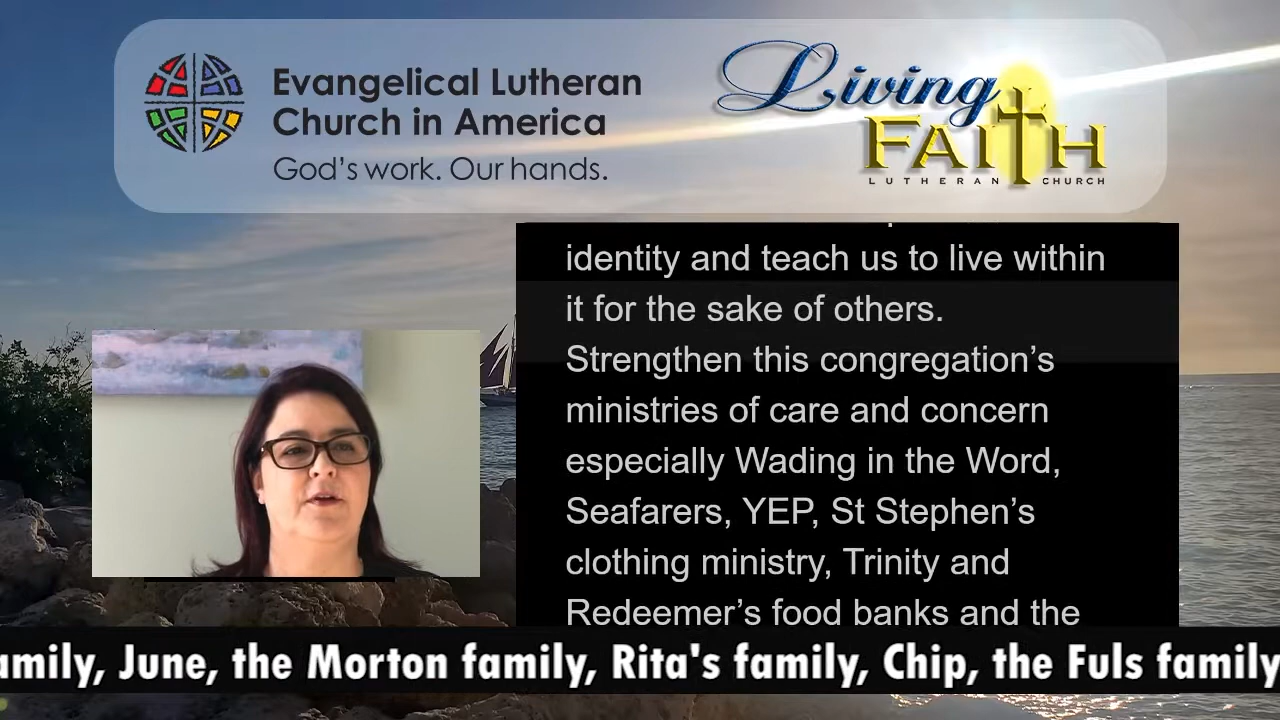 Evangelical Lutheran
Church in America
God's work. Our hands.
Living
FAITH
LUTHERAN CHURCH
identity and teach us to live within
it for the sake of others.
Strengthen this congregation’s
ministries of care and concern
especially Wading in the Word,
Seafarers, YEP, St Stephen’s
clothing ministry, Trinity and
Redeemer’s food banks and the
amily, June, the Morton family, Rita's family, Chip, the Fuls family